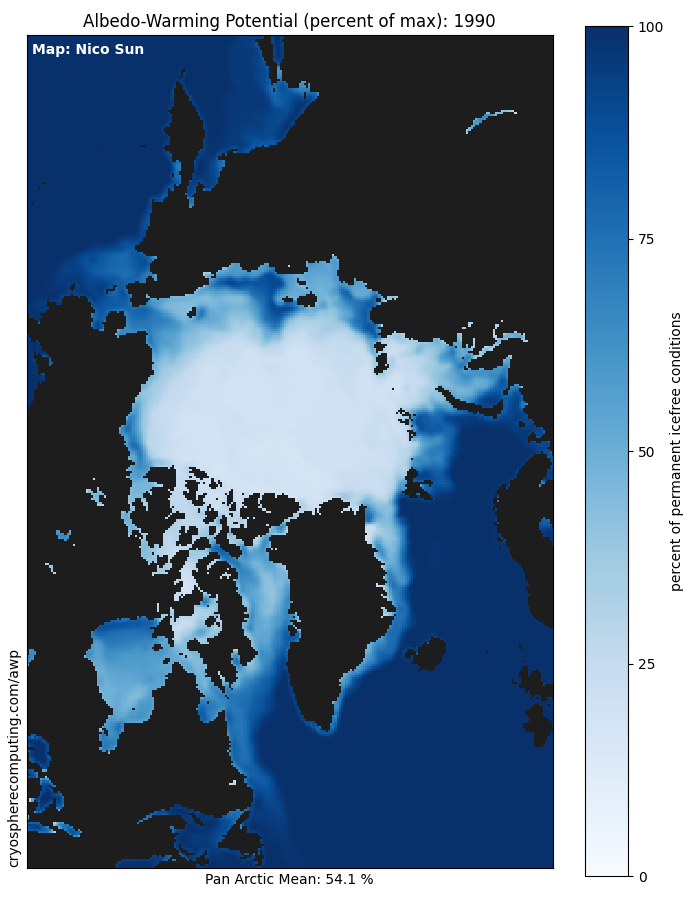 Albedo-Warming Potential (percent of max): 1990
Map: Nico Sun
100
75
50
25
0
percent of permanent icefree conditions
cryospherecomputing.com/awp
Pan Arctic Mean: 54.1 %